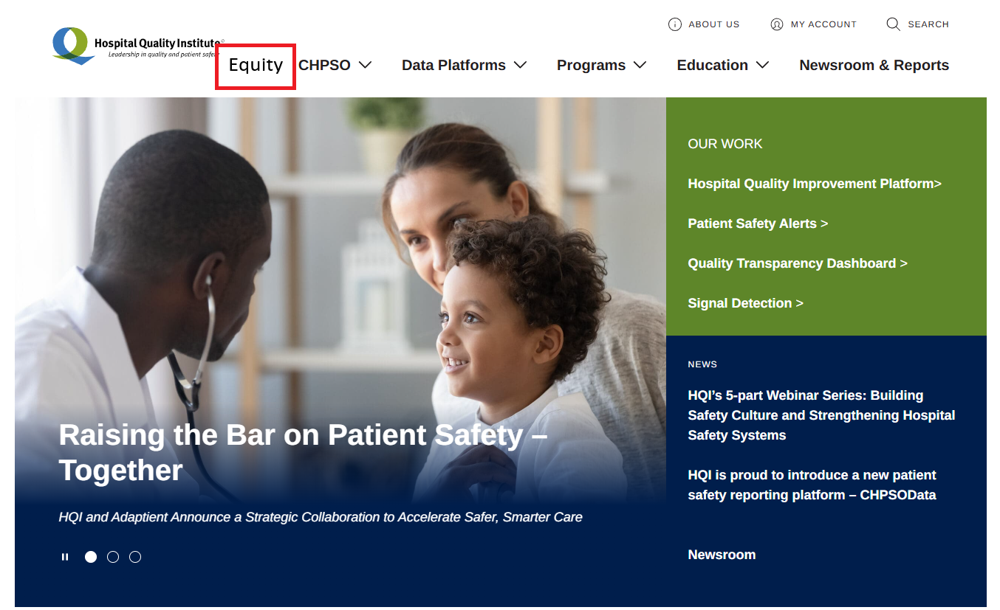 ABOUT US
MY ACCOUNT
SEARCH
Hospital Quality Institute®
Leadership in quality and patient safety
Equity
CHPSO
Data Platforms
Programs
Education
Newsroom & Reports
OUR WORK
Hospital Quality Improvement Platform>
Patient Safety Alerts >
Quality Transparency Dashboard >
Signal Detection >
NEWS
HQI’s 5-part Webinar Series: Building
Safety Culture and Strengthening Hospital
Safety Systems
HQI is proud to introduce a new patient
safety reporting platform – CHPSOData
Newsroom
Raising the Bar on Patient Safety –
Together
HQI and Adaptient Announce a Strategic Collaboration to Accelerate Safer, Smarter Care